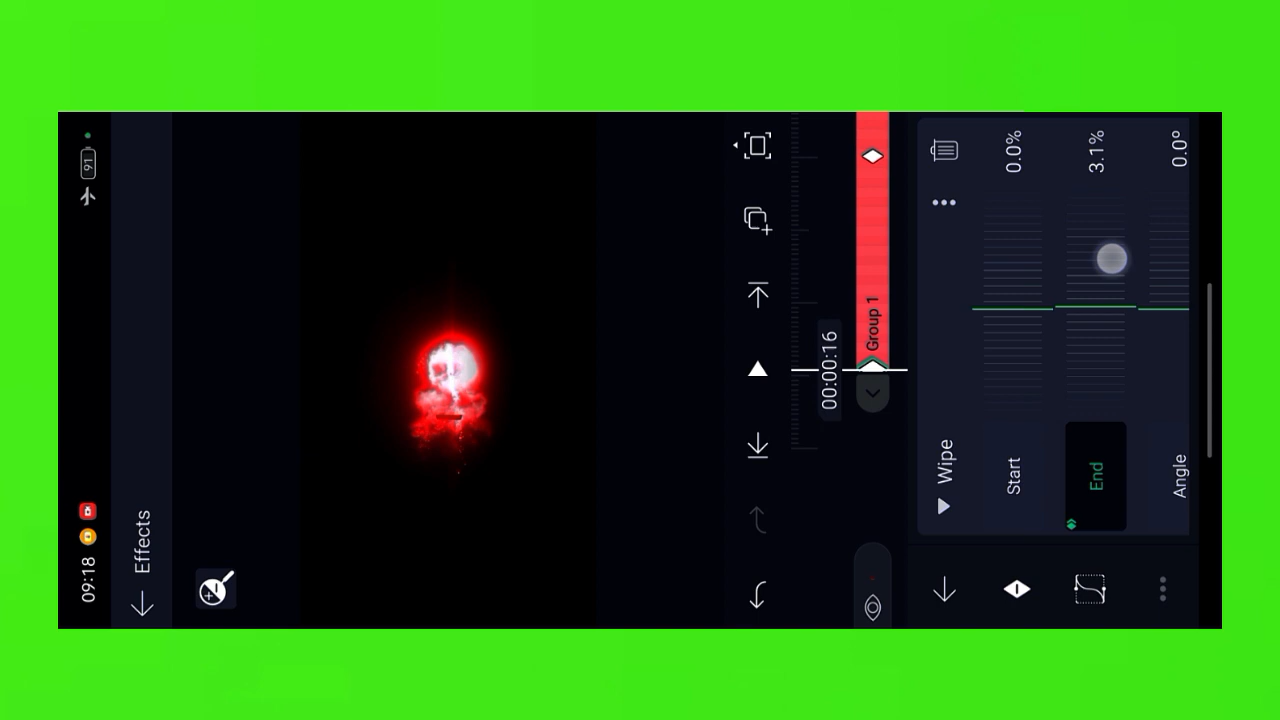 09:18
91
Effects
00:00:16
Group 1
Wipe
Start
0.0%
End
3.1%
Angle
0.0°